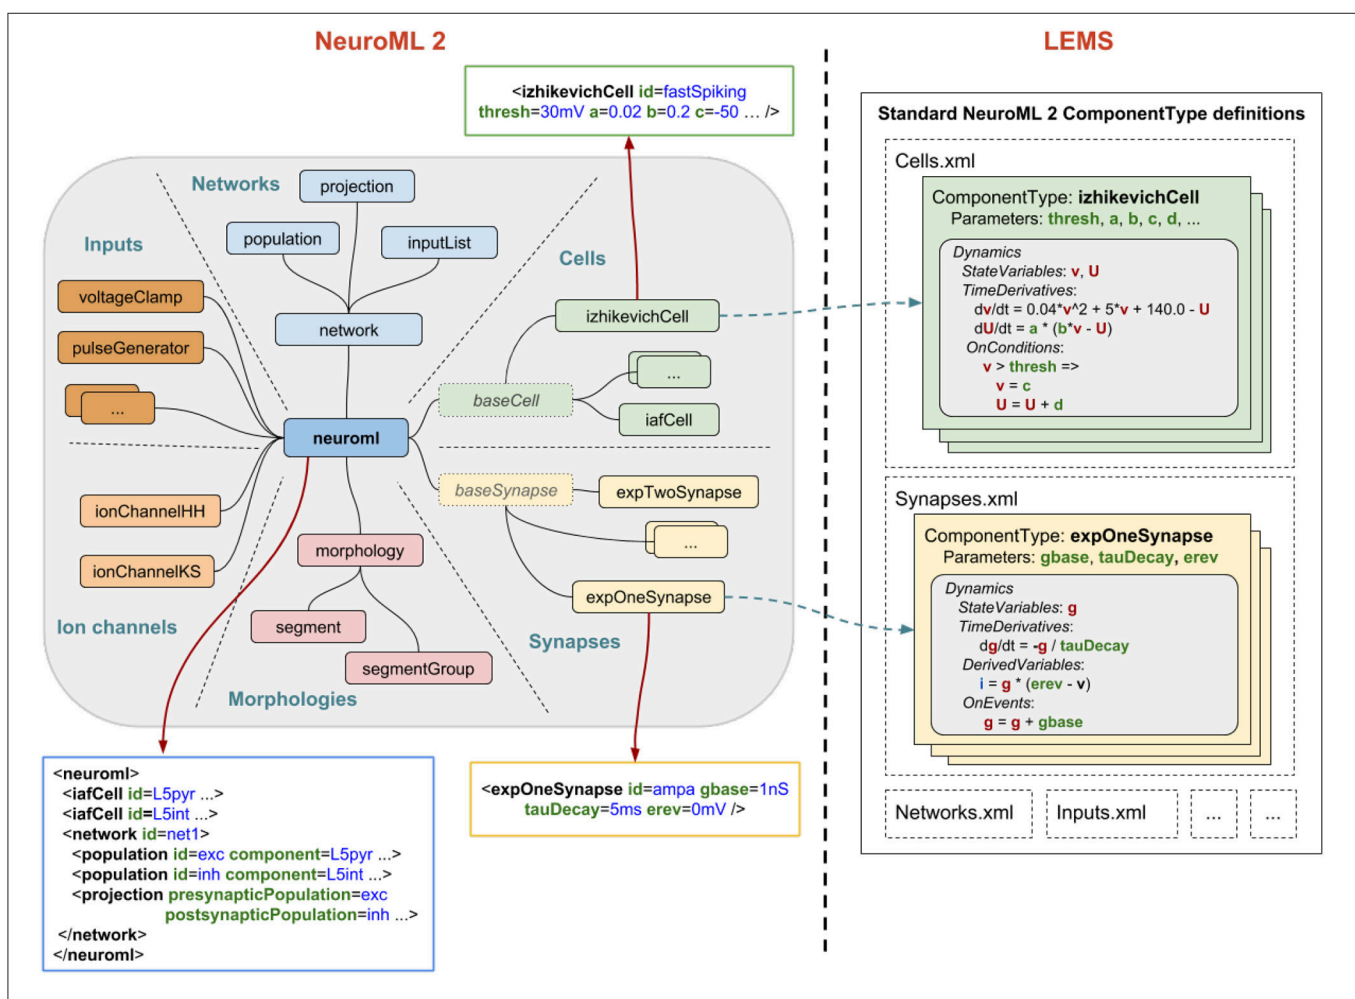 NeuroML 2
LEMS
<izhikevichCell id=fastSpiking
thresh=30mV a=0.02 b=0.2 c=-50 ... />
Networks
projection
population
inputList
network
Inputs
voltageClamp
pulseGenerator
...
Cells
izhikevichCell
...
baseCell
iafCell
neuroml
baseSynapse
expTwoSynapse
...
expOneSynapse
Synapses
ionChannelHH
ionChannelKS
Ion channels
morphology
segment
segmentGroup
Morphologies
<neuroml>
<iafCell id=L5pyr ...>
<iafCell id=L5int ...>
<network id=net1>
<population id=exc component=L5pyr ...>
<population id=inh component=L5int ...>
<projection presynapticPopulation=exc
postsynapticPopulation=inh ...>
</network>
</neuroml>
<expOneSynapse id=ampa gbase=1nS
tauDecay=5ms erev=0mV />
Standard NeuroML 2 ComponentType definitions
Cells.xml
ComponentType: izhikevichCell
Parameters: thresh, a, b, c, d, ...
Dynamics
StateVariables: v, U
TimeDerivatives:
dv/dt = 0.04*v^2 + 5*v + 140.0 - U
dU/dt = a * (b*v - U)
OnConditions:
v > thresh =>
v = c
U = U + d
Synapses.xml
ComponentType: expOneSynapse
Parameters: gbase, tauDecay, erev
Dynamics
StateVariables: g
TimeDerivatives:
dg/dt = -g / tauDecay
DerivedVariables:
i = g * (erev - v)
OnEvents:
g = g + gbase
Networks.xml
Inputs.xml
...
...